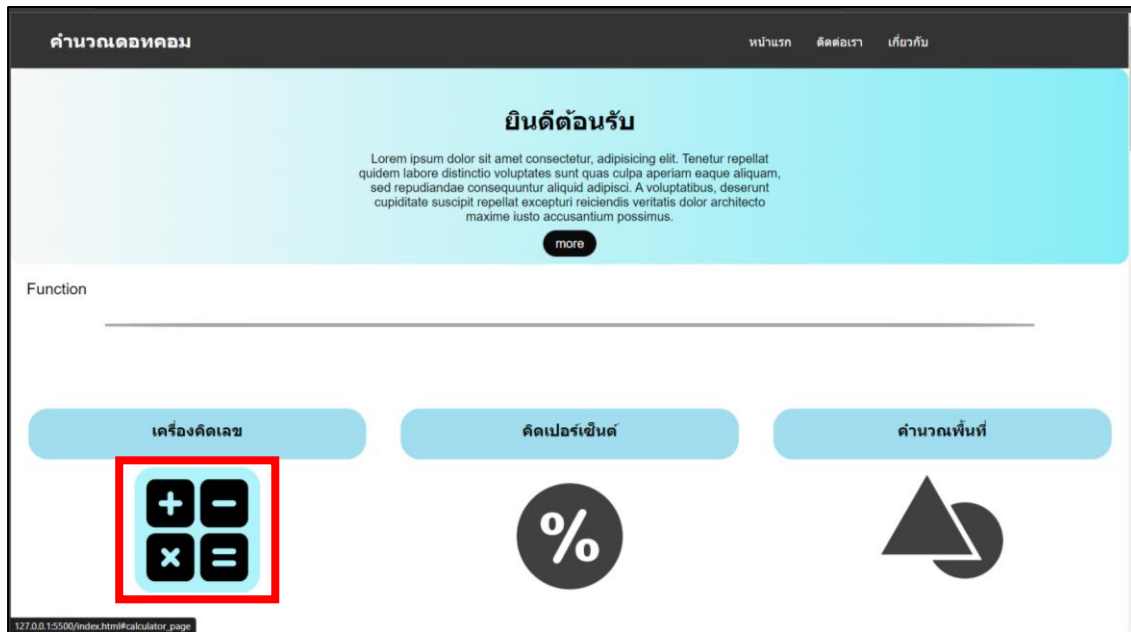 คำนวณดอทคอม
หน้าแรก ติดต่อเรา เกี่ยวกับ
ยินดีต้อนรับ
Lorem ipsum dolor sit amet consectetur, adipisicing elit. Tenetur repellat
quidem labore distinctio voluptates sunt quas culpa aperiam eaque aliquam,
sed repudiandae consequuntur aliquid adipisci. A voluptatibus, deserunt
cupiditate suscipit repellat excepturi reiciendis veritatis dolor architecto
maxime iusto accusantium possimus.
more
Function
เครื่องคิดเลข คิดเปอร์เซ็นต์ คำนวณพื้นที่
%
127.0.0.1:5500/index.html#calculator_page